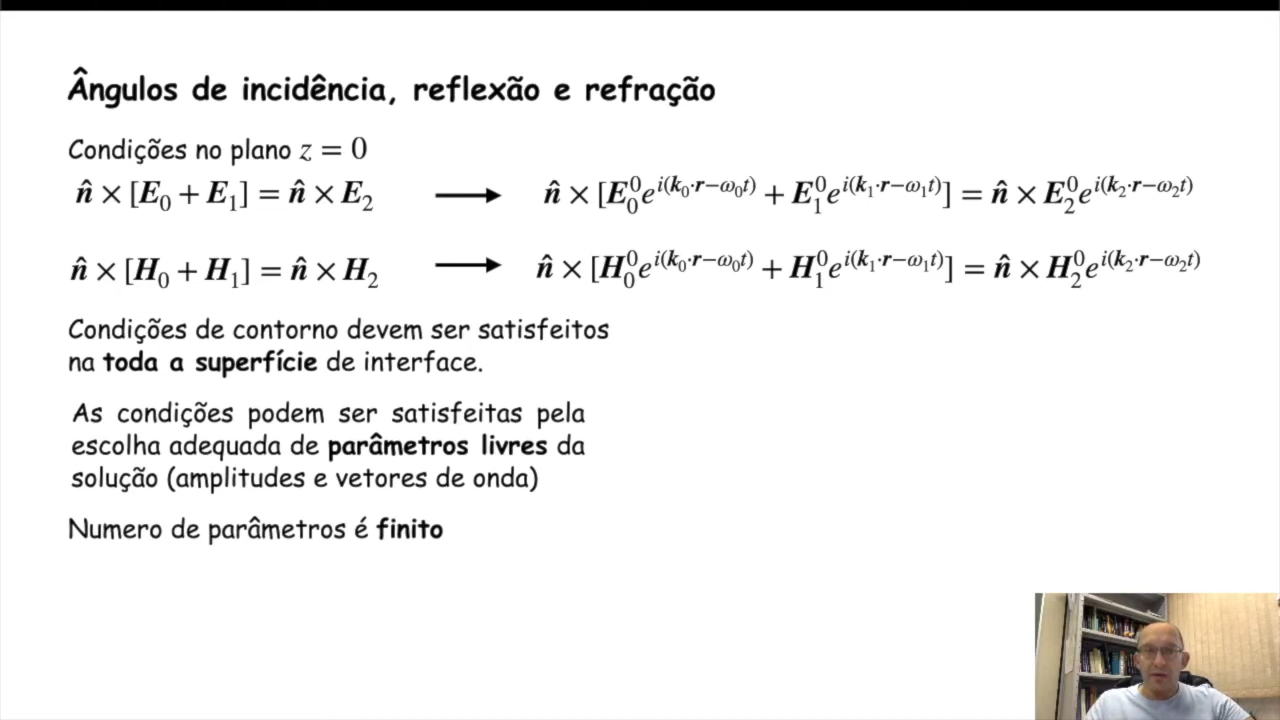 Ângulos de incidência, reflexão e refração
Condições no plano z = 0
n̂ × [E₀ + E₁] = n̂ × E₂ ⟶ n̂ × [E₀⁰e^{i(k₀·r−ω₀t)} + E₁⁰e^{i(k₁·r−ω₁t)}] = n̂ × E₂⁰e^{i(k₂·r−ω₂t)}
n̂ × [H₀ + H₁] = n̂ × H₂ ⟶ n̂ × [H₀⁰e^{i(k₀·r−ω₀t)} + H₁⁰e^{i(k₁·r−ω₁t)}] = n̂ × H₂⁰e^{i(k₂·r−ω₂t)}
Condições de contorno devem ser satisfeitos
na toda a superfície de interface.
As condições podem ser satisfeitas pela
escolha adequada de parâmetros livres da
solução (amplitudes e vetores de onda)
Numero de parâmetros é finito